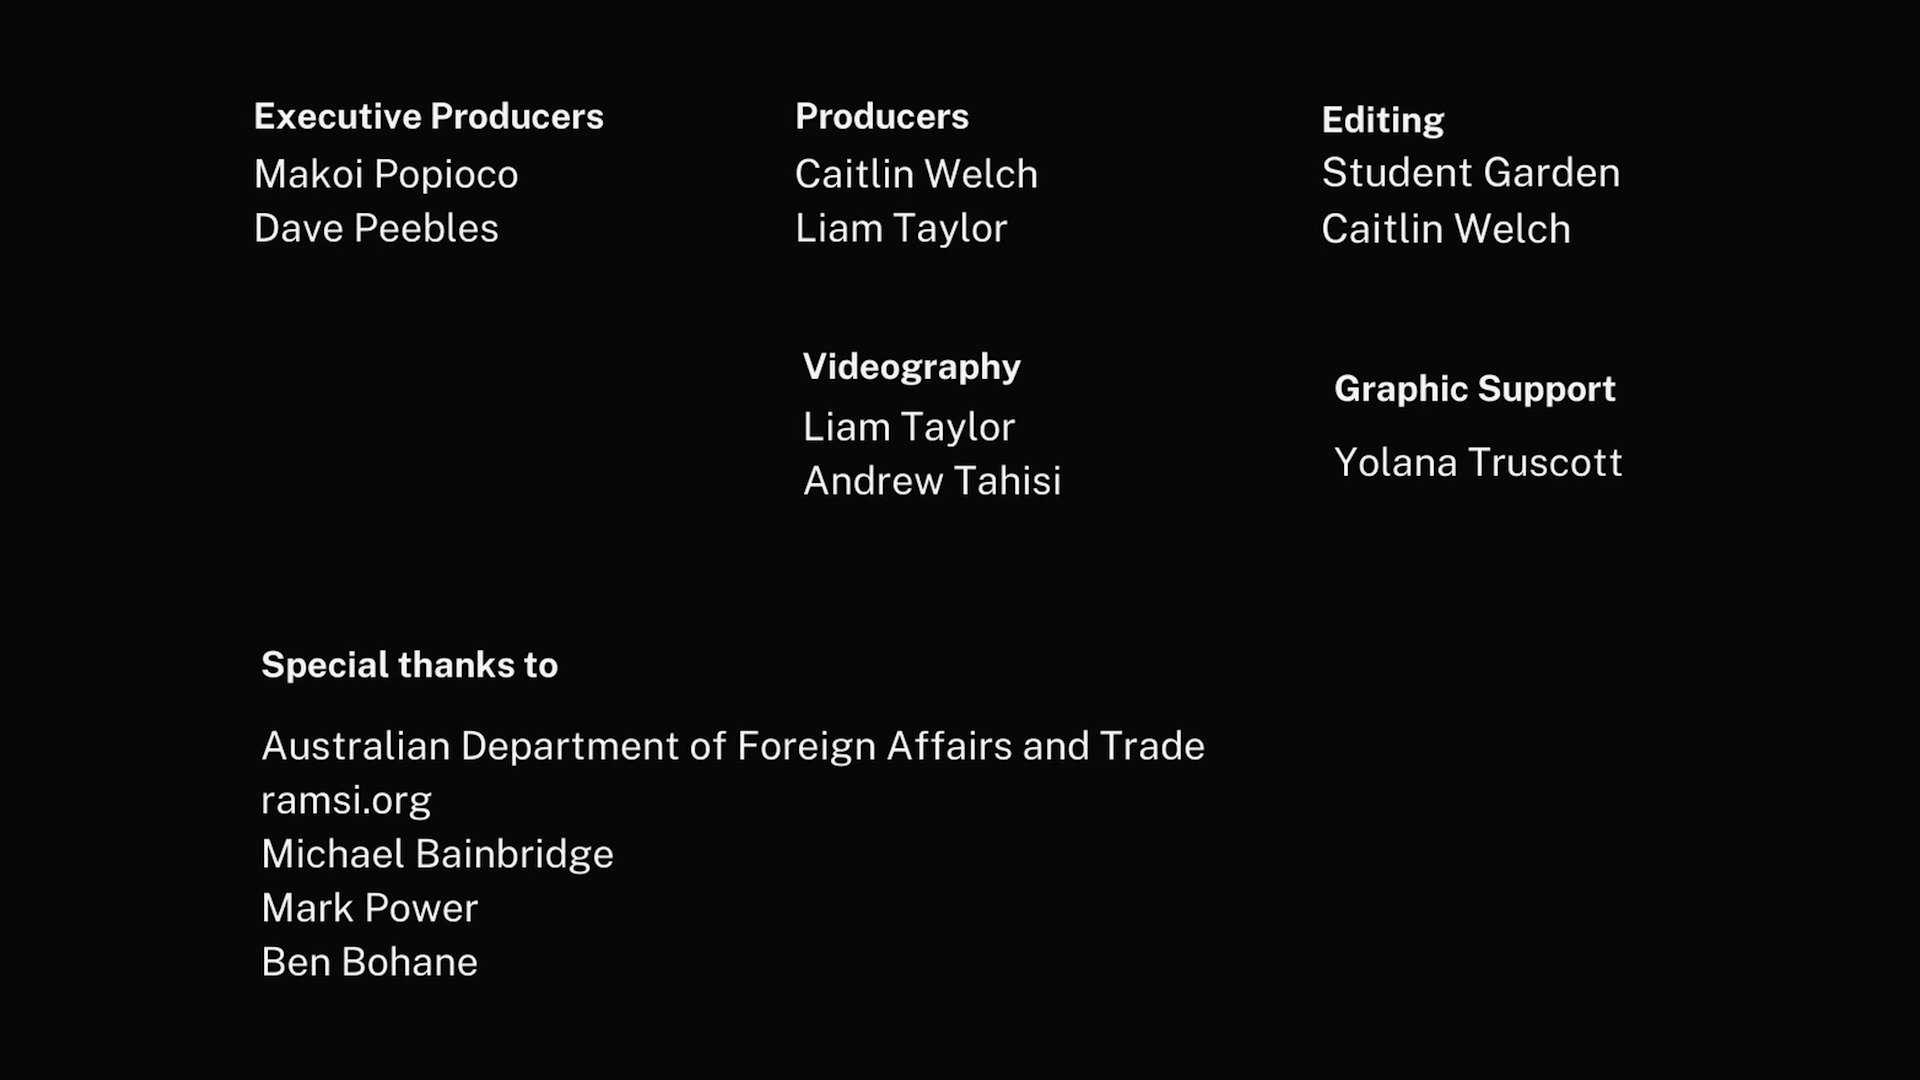 Executive Producers
Makoi Popioco
Dave Peebles
Producers
Caitlin Welch
Liam Taylor
Editing
Student Garden
Caitlin Welch
Videography
Liam Taylor
Andrew Tahisi
Graphic Support
Yolana Truscott
Special thanks to
Australian Department of Foreign Affairs and Trade
ramsi.org
Michael Bainbridge
Mark Power
Ben Bohane